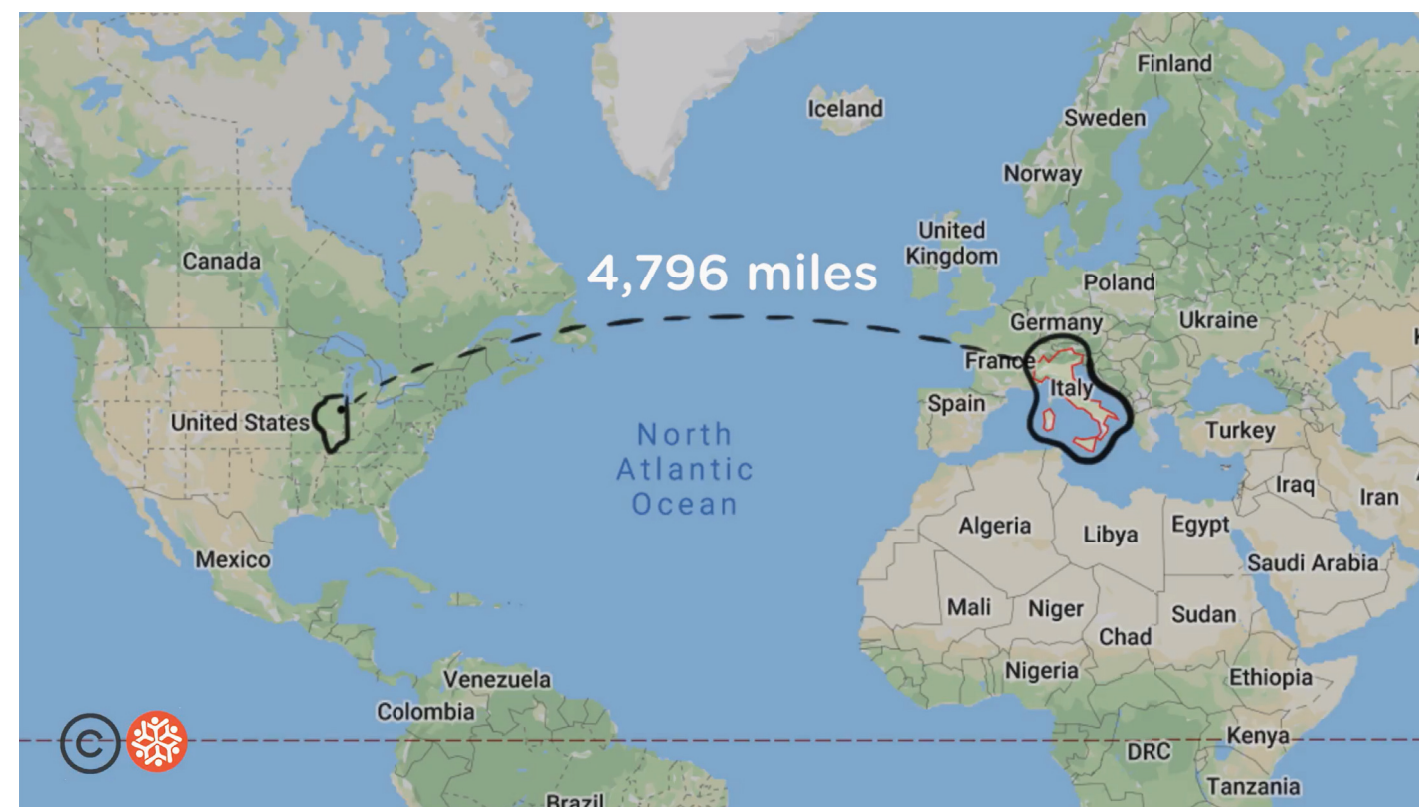 Finland
Iceland
Sweden
Norway
United
Kingdom
Canada
4,796 miles
Poland
Germany
Ukraine
France
Italy
Spain
United States
Turkey
North
Atlantic
Ocean
Iraq
Iran
Algeria
Libya
Egypt
Mexico
Saudi Arabia
Mali
Niger
Sudan
Chad
Nigeria
Ethiopia
Venezuela
Colombia
Kenya
©
DRC
Tanzania
Brazil